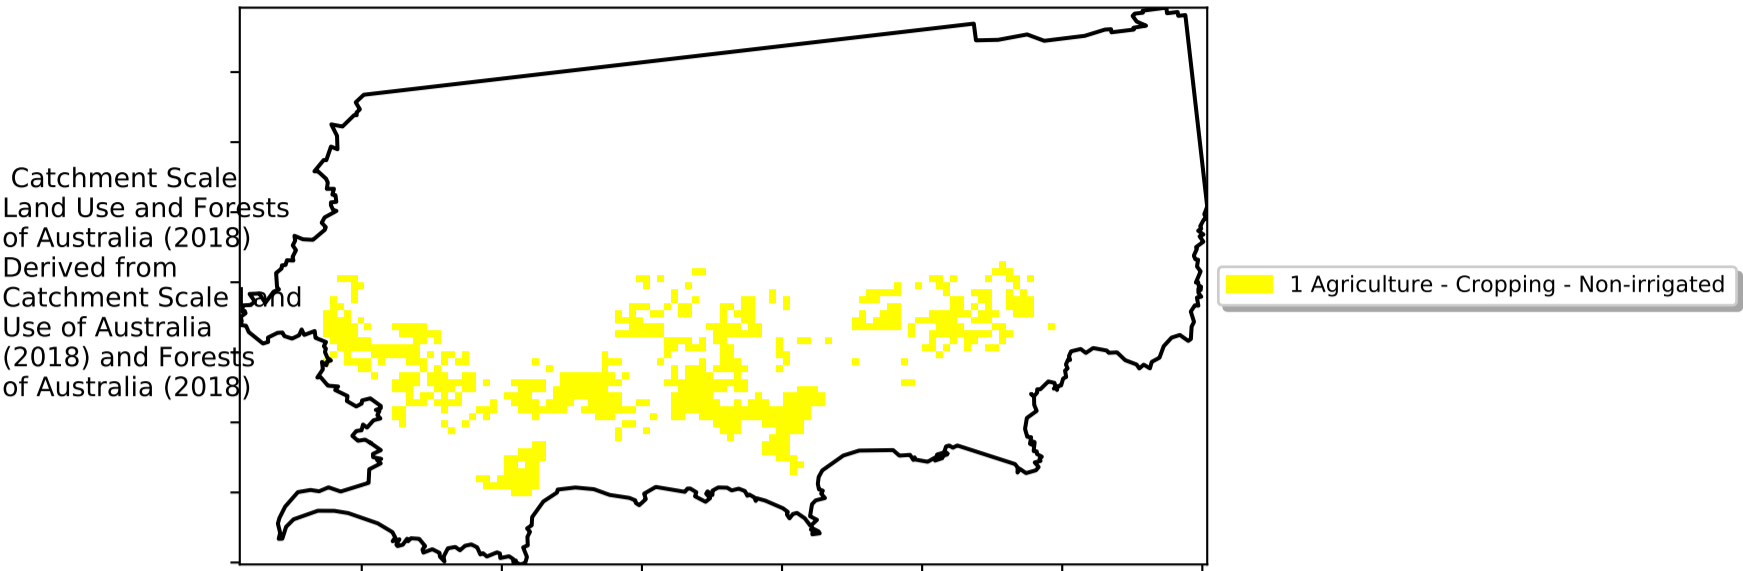 Catchment Scale
Land Use and Forests
of Australia (2018)
Derived from
Catchment Scale Land
Use of Australia
(2018) and Forests
of Australia (2018)
1 Agriculture - Cropping - Non-irrigated